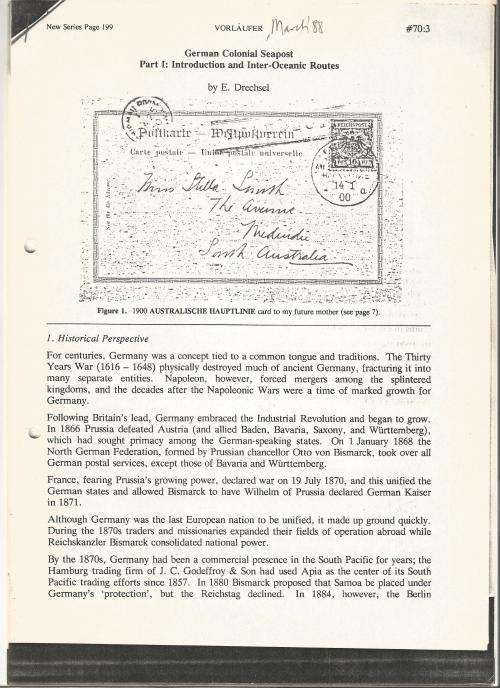 New Series Page 199
VORLÄUFER March '88
#70:3
German Colonial Seapost
Part I: Introduction and Inter-Oceanic Routes
by E. Drechsel
Postkarte — Weltpostverein
Carte postale — Union postale universelle
REICHSPOST
10
14 1
a
00
Miss Stella South
The Avenue
Medindie
South Australia
Figure 1. 1900 AUSTRALISCHE HAUPTLINIE card to my future mother (see page 7).
1. Historical Perspective
For centuries, Germany was a concept tied to a common tongue and traditions. The Thirty
Years War (1616 – 1648) physically destroyed much of ancient Germany, fracturing it into
many separate entities. Napoleon, however, forced mergers among the splintered
kingdoms, and the decades after the Napoleonic Wars were a time of marked growth for
Germany.
Following Britain's lead, Germany embraced the Industrial Revolution and began to grow.
In 1866 Prussia defeated Austria (and allied Baden, Bavaria, Saxony, and Württemberg),
which had sought primacy among the German-speaking states. On 1 January 1868 the
North German Federation, formed by Prussian chancellor Otto von Bismarck, took over all
German postal services, except those of Bavaria and Württemberg.
France, fearing Prussia's growing power, declared war on 19 July 1870, and this unified the
German states and allowed Bismarck to have Wilhelm of Prussia declared German Kaiser
in 1871.
Although Germany was the last European nation to be unified, it made up ground quickly.
During the 1870s traders and missionaries expanded their fields of operation abroad while
Reichskanzler Bismarck consolidated national power.
By the 1870s, Germany had been a commercial presence in the South Pacific for years; the
Hamburg trading firm of J. C. Godeffroy & Son had used Apia as the center of its South
Pacific trading efforts since 1857. In 1880 Bismarck proposed that Samoa be placed under
Germany's 'protection', but the Reichstag declined. In 1884, however, the Berlin